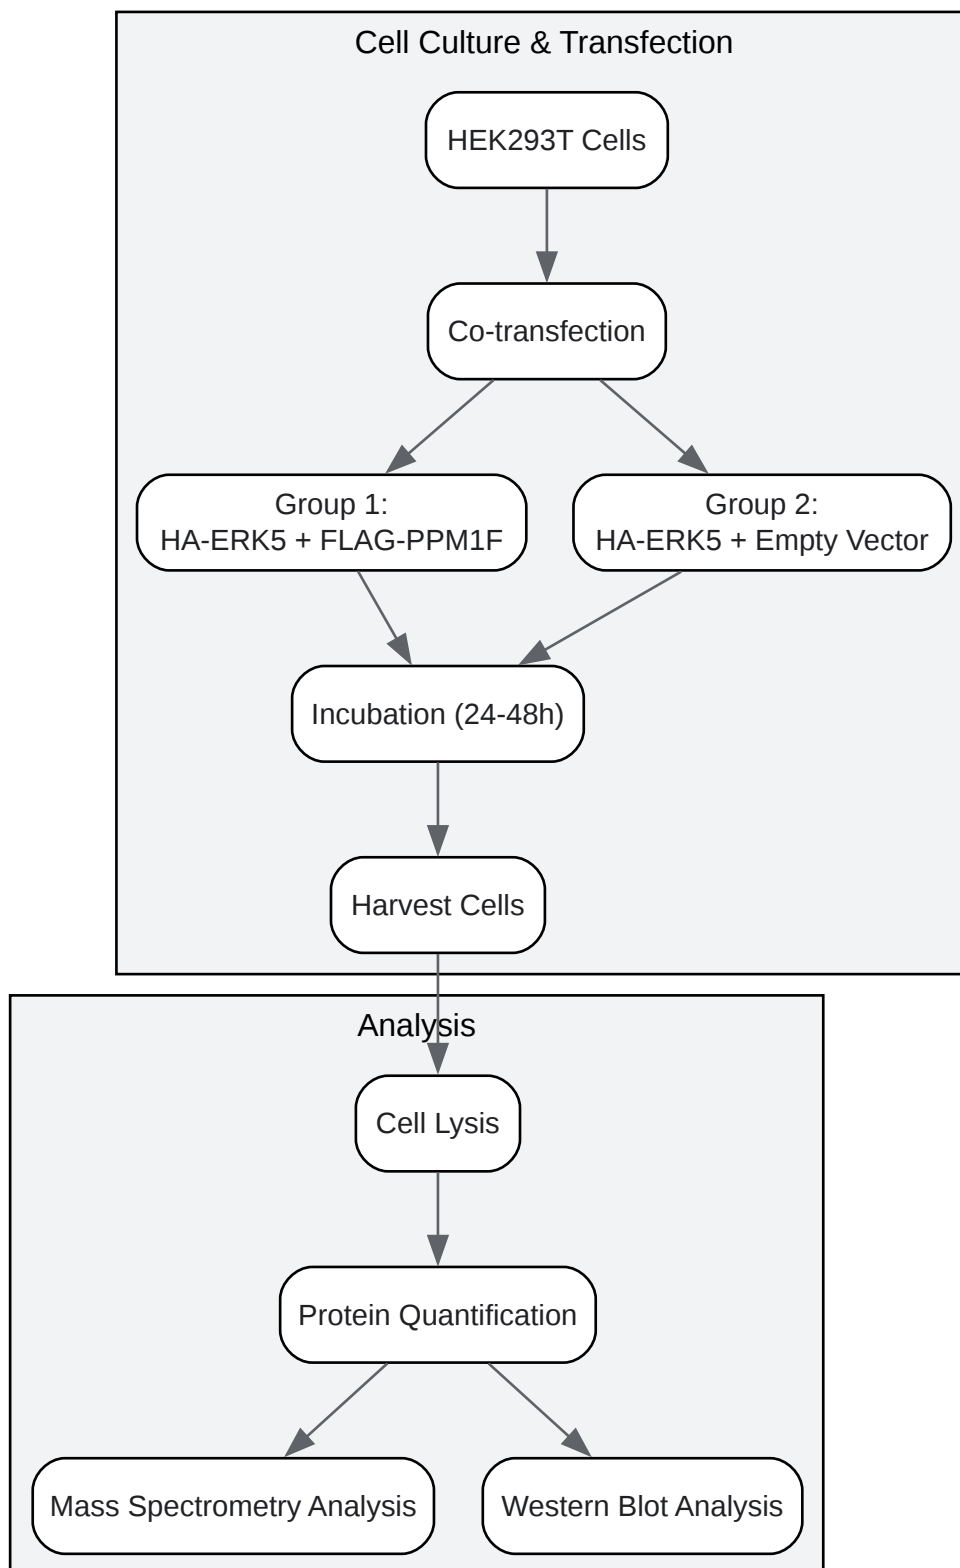 Cell Culture & Transfection
HEK293T Cells
Co-transfection
Group 1:
HA-ERK5 + FLAG-PPM1F
Group 2:
HA-ERK5 + Empty Vector
Incubation (24-48h)
Harvest Cells
Analysis
Cell Lysis
Protein Quantification
Mass Spectrometry Analysis
Western Blot Analysis